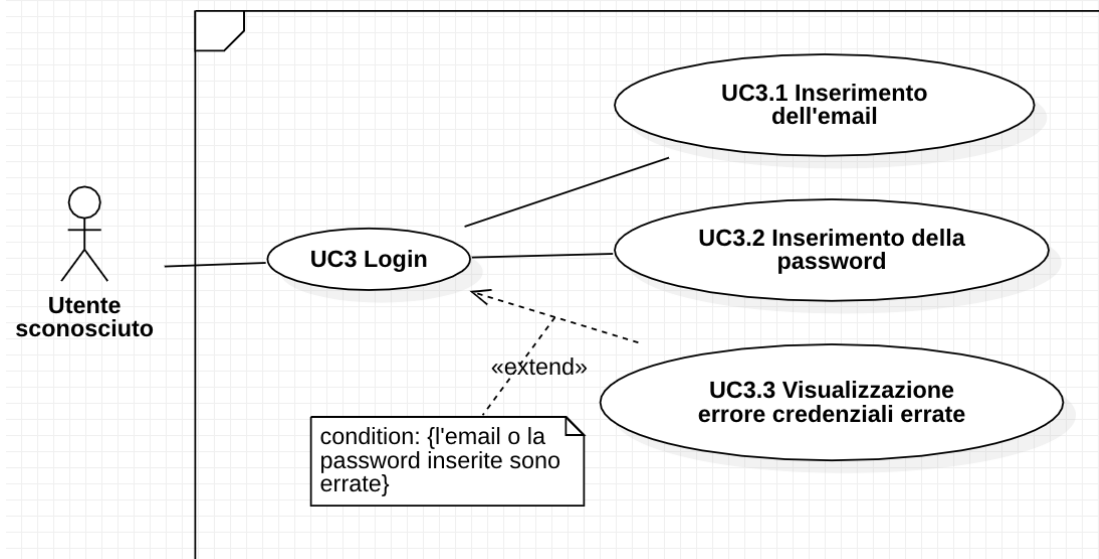 UC3.1 Inserimento
dell'email
UC3.2 Inserimento della
password
UC3 Login
Utente
sconosciuto
«extend»
UC3.3 Visualizzazione
errore credenziali errate
condition: {l'email o la
password inserite sono
errate}